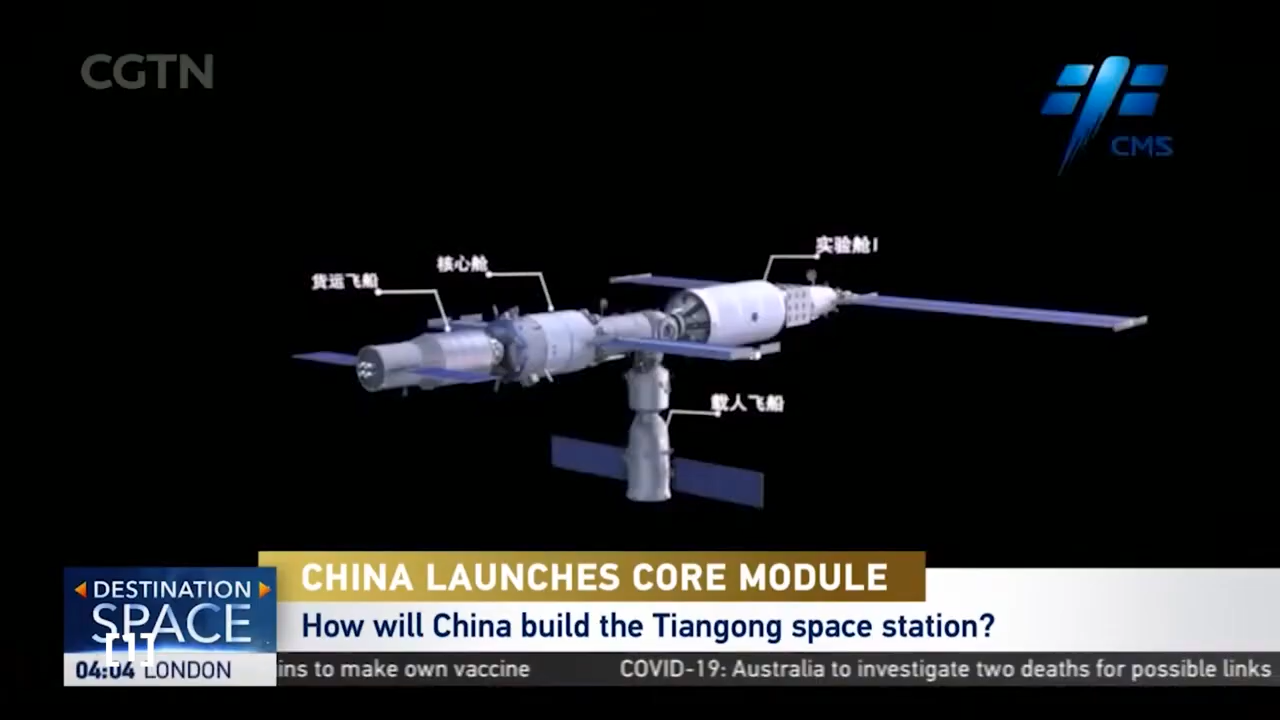 CGTN
CMS
实验舱I
核心舱
货运飞船
载人飞船
CHINA LAUNCHES CORE MODULE
How will China build the Tiangong space station?
DESTINATION
SPACE
[1]
04:04 LONDON
ins to make own vaccine COVID-19: Australia to investigate two deaths for possible links